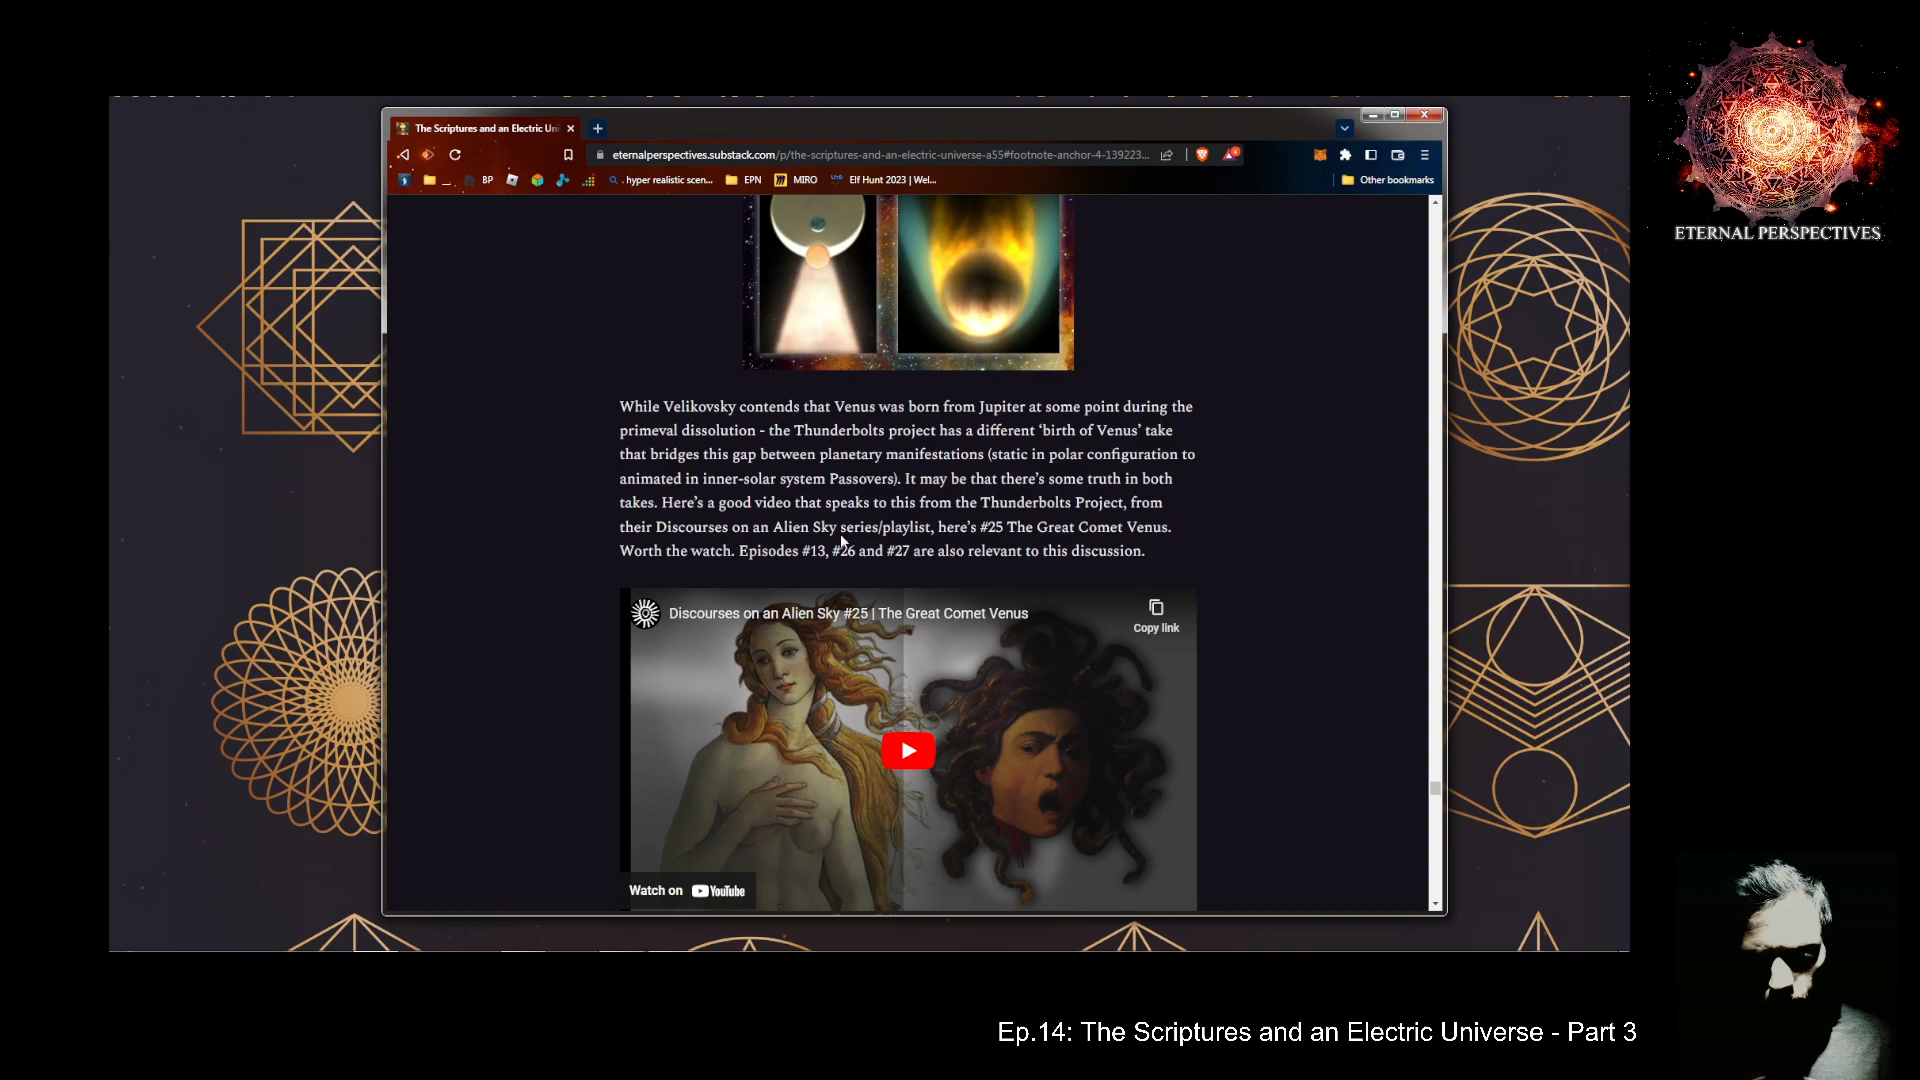 The Scriptures and an Electric Uni
eternalperspectives.substack.com/p/the-scriptures-and-an-electric-universe-a55#footnote-anchor-4-139223...
BP
. hyper realistic scen...
EPN
MIRO
Elf Hunt 2023 | Wel...
Other bookmarks
ETERNAL PERSPECTIVES
While Velikovsky contends that Venus was born from Jupiter at some point during the
primeval dissolution - the Thunderbolts project has a different ‘birth of Venus’ take
that bridges this gap between planetary manifestations (static in polar configuration to
animated in inner-solar system Passovers). It may be that there’s some truth in both
takes. Here’s a good video that speaks to this from the Thunderbolts Project, from
their Discourses on an Alien Sky series/playlist, here’s #25 The Great Comet Venus.
Worth the watch. Episodes #13, #26 and #27 are also relevant to this discussion.
Discourses on an Alien Sky #25 | The Great Comet Venus
Copy link
Watch on YouTube
Ep.14: The Scriptures and an Electric Universe - Part 3